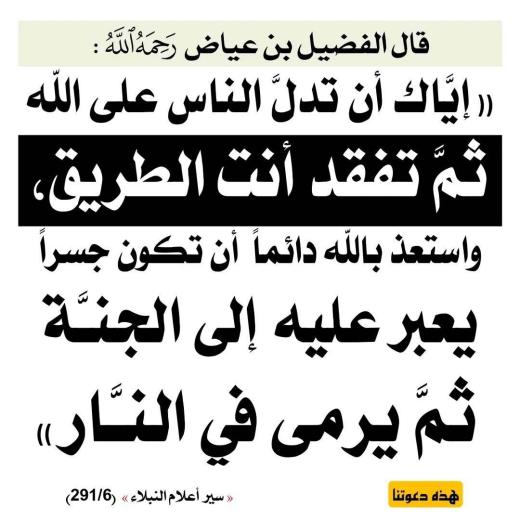 قال الفضيل بن عياض رَحِمَهُ ٱللَّهُ :
(( إيَّاك أن تدلَّ الناس على الله
ثمَّ تفقد أنت الطريق،
واستعذ بالله دائماً أن تكون جسراً
يعبر عليه إلى الجنَّة
ثمَّ يرمى في النَّار ))
« سير أعلام النبلاء » (291/6)
هذه دعوتنا